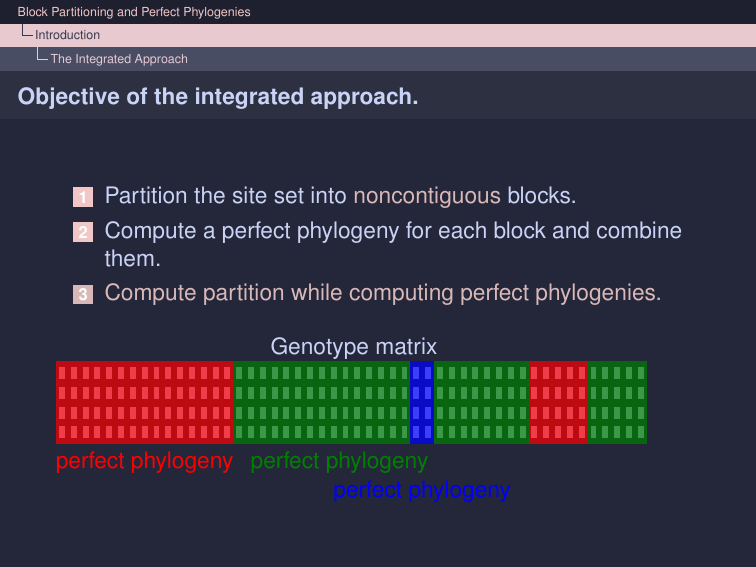 Block Partitioning and Perfect Phylogenies
Introduction
The Integrated Approach
Objective of the integrated approach.
1 Partition the site set into noncontiguous blocks.
2 Compute a perfect phylogeny for each block and combine
them.
3 Compute partition while computing perfect phylogenies.
Genotype matrix
perfect phylogeny perfect phylogeny
perfect phylogeny